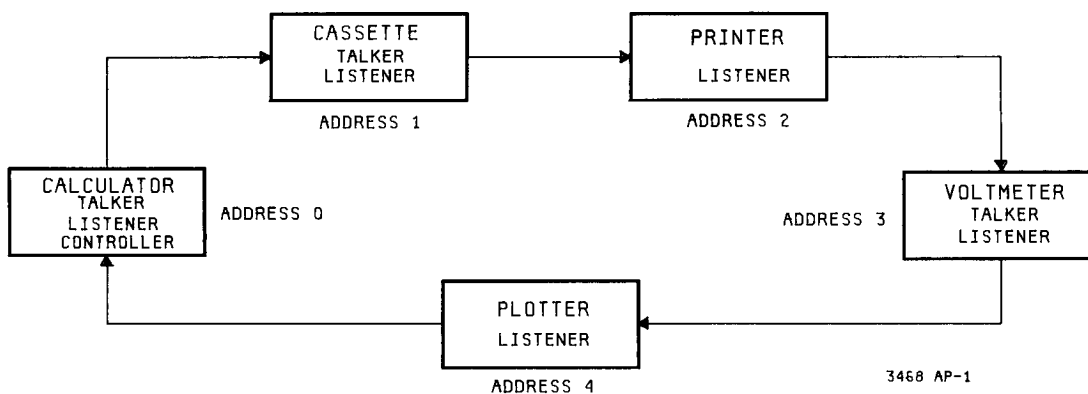 CASSETTE
TALKER
LISTENER
ADDRESS 1
PRINTER
LISTENER
ADDRESS 2
CALCULATOR
TALKER
LISTENER
CONTROLLER
ADDRESS 0
VOLTMETER
TALKER
LISTENER
ADDRESS 3
PLOTTER
LISTENER
ADDRESS 4
3468 AP-1